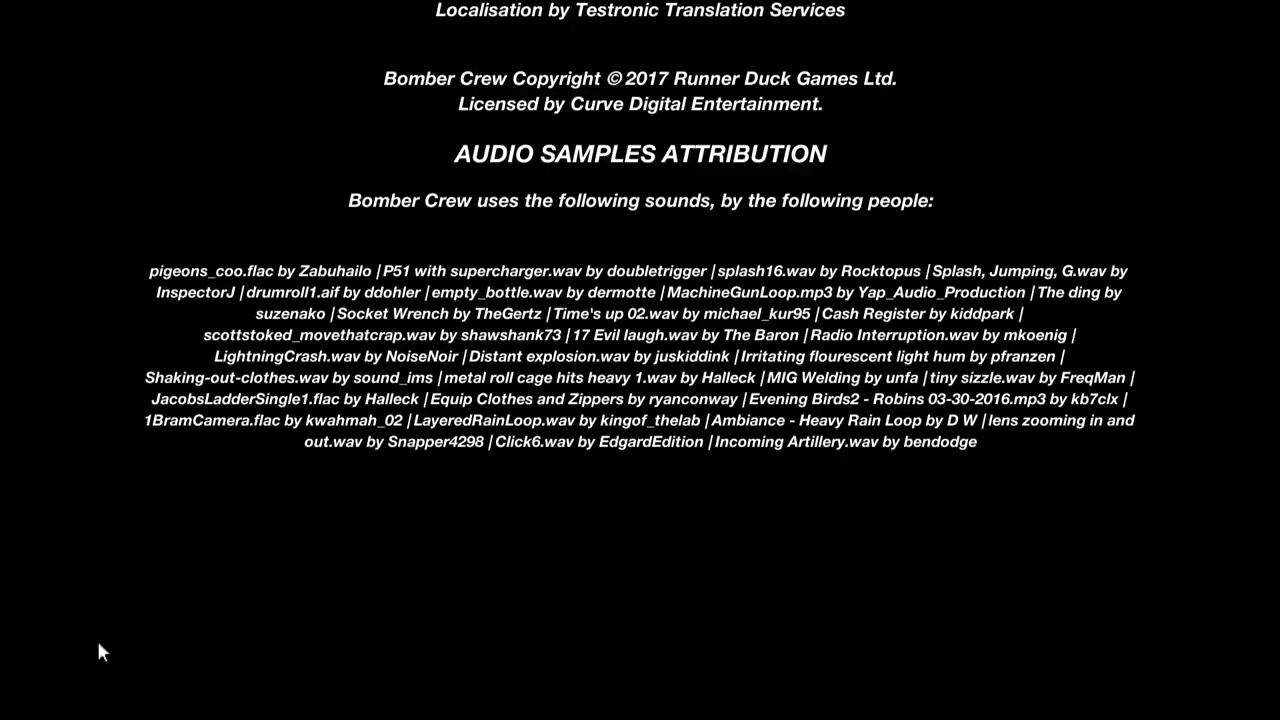 Localisation by Testronic Translation Services
Bomber Crew Copyright © 2017 Runner Duck Games Ltd.
Licensed by Curve Digital Entertainment.
AUDIO SAMPLES ATTRIBUTION
Bomber Crew uses the following sounds, by the following people:
pigeons_coo.flac by Zabuhailo | P51 with supercharger.wav by doubletrigger | splash16.wav by Rocktopus | Splash, Jumping, G.wav by
InspectorJ | drumroll1.aif by ddohler | empty_bottle.wav by dermotte | MachineGunLoop.mp3 by Yap_Audio_Production | The ding by
suzenako | Socket Wrench by TheGertz | Time's up 02.wav by michael_kur95 | Cash Register by kiddpark |
scottstoked_movethatcrap.wav by shawshank73 | 17 Evil laugh.wav by The Baron | Radio Interruption.wav by mkoenig |
LightningCrash.wav by NoiseNoir | Distant explosion.wav by juskiddink | Irritating flourescent light hum by pfranzen |
Shaking-out-clothes.wav by sound_ims | metal roll cage hits heavy 1.wav by Halleck | MIG Welding by unfa | tiny sizzle.wav by FreqMan |
JacobsLadderSingle1.flac by Halleck | Equip Clothes and Zippers by ryanconway | Evening Birds2 - Robins 03-30-2016.mp3 by kb7clx |
1BramCamera.flac by kwahmah_02 | LayeredRainLoop.wav by kingof_thelab | Ambiance - Heavy Rain Loop by D W | lens zooming in and
out.wav by Snapper4298 | Click6.wav by EdgardEdition | Incoming Artillery.wav by bendodge